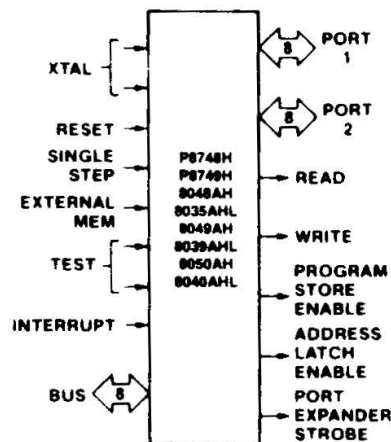 XTAL
RESET
SINGLE
STEP
EXTERNAL
MEM
TEST
INTERRUPT
BUS
8
P8748H
P8749H
8048AH
8035AHL
8049AH
8039AHL
8050AH
8040AHL
8
PORT
1
8
PORT
2
READ
WRITE
PROGRAM
STORE
ENABLE
ADDRESS
LATCH
ENABLE
PORT
EXPANDER
STROBE